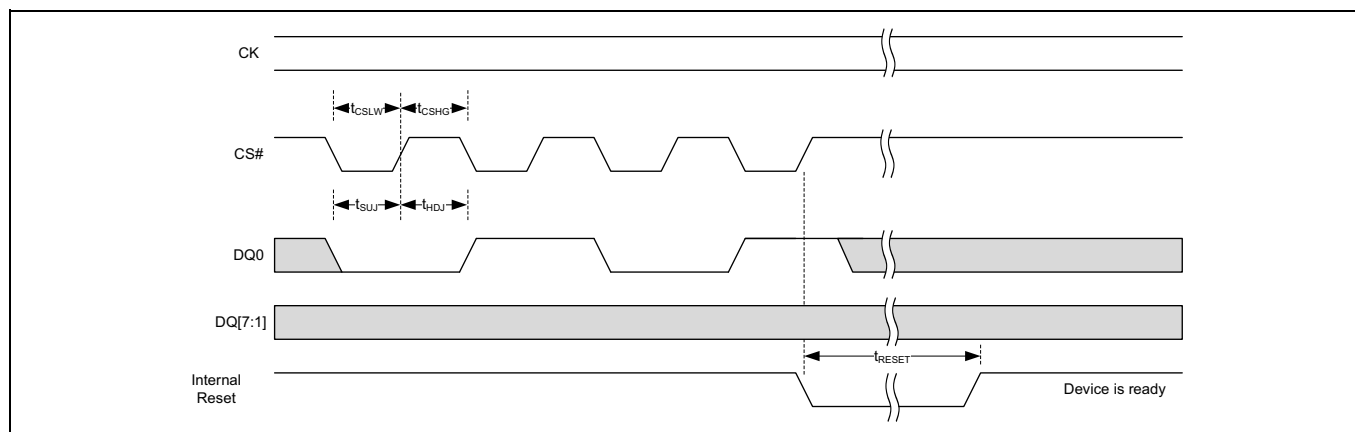 CK
tCSLW
tCSHG
CS#
tSUJ
tHDJ
DQ0
DQ[7:1]
tRESET
Internal
Reset
Device is ready